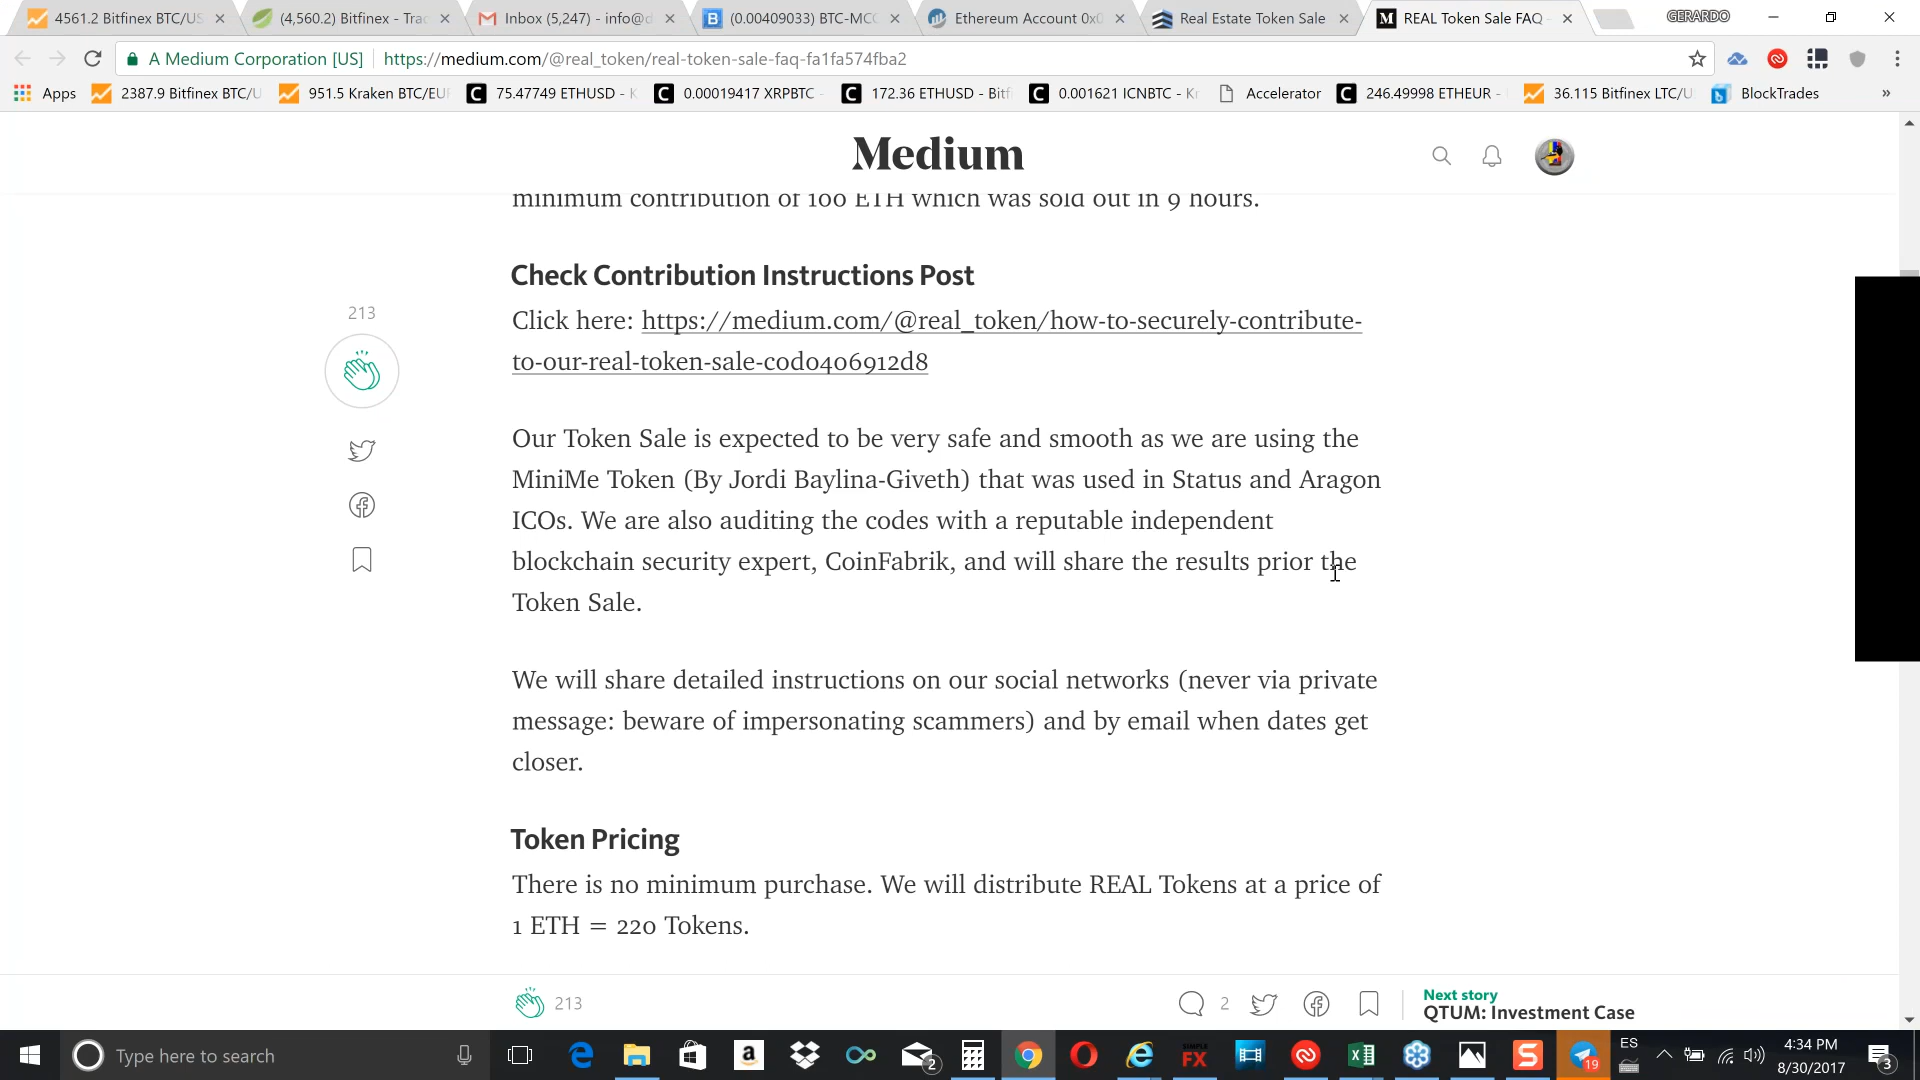 4561.2 Bitfinex BTC/US
(4,560.2) Bitfinex - Trac
Inbox (5,247) - info@d
(0.00409033) BTC-MCO
Ethereum Account 0x0
Real Estate Token Sale
REAL Token Sale FAQ
GERARDO
A Medium Corporation [US]
https://medium.com/@real_token/real-token-sale-faq-fa1fa574fba2
Apps
2387.9 Bitfinex BTC/U
951.5 Kraken BTC/EUR
75.47749 ETHUSD - K
0.00019417 XRPBTC -
172.36 ETHUSD - Bitf
0.001621 ICNBTC - Kr
Accelerator
246.49998 ETHEUR -
36.115 Bitfinex LTC/U
BlockTrades
»
Medium
minimum contribution of 100 ETH which was sold out in 9 hours.
Check Contribution Instructions Post
Click here: https://medium.com/@real_token/how-to-securely-contribute-
to-our-real-token-sale-c0d0406912d8
213
Our Token Sale is expected to be very safe and smooth as we are using the
MiniMe Token (By Jordi Baylina-Giveth) that was used in Status and Aragon
ICOs. We are also auditing the codes with a reputable independent
blockchain security expert, CoinFabrik, and will share the results prior the
Token Sale.
We will share detailed instructions on our social networks (never via private
message: beware of impersonating scammers) and by email when dates get
closer.
Token Pricing
There is no minimum purchase. We will distribute REAL Tokens at a price of
1 ETH = 220 Tokens.
213
2
Next story
QTUM: Investment Case
Type here to search
2
SIMPLE
FX
19
ES
4:34 PM
8/30/2017
3